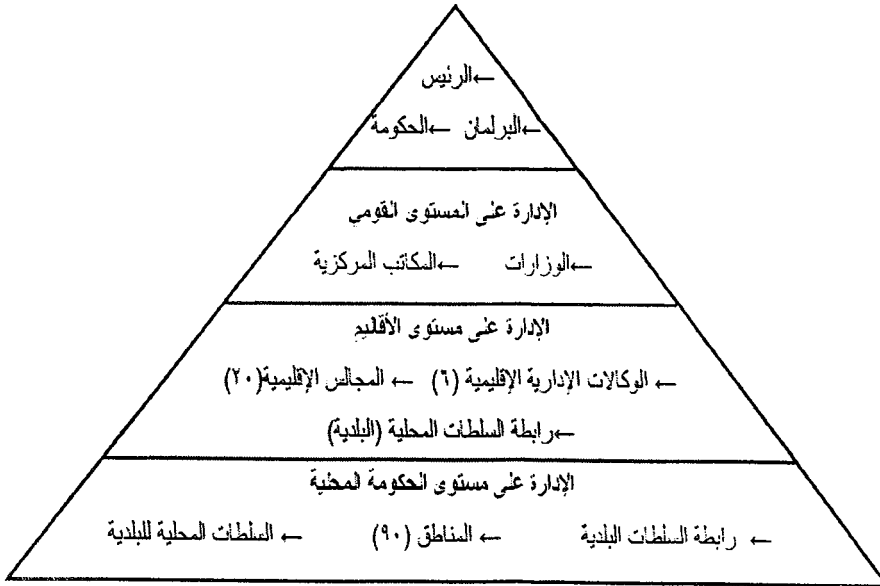 ←الرئيس
←البرلمان ←الحكومة
الإدارة على المستوى القومي
←الوزارات ←المكاتب المركزية
الإدارة على مستوى الأقاليم
← الوكالات الإدارية الإقليمية (٦) ← المجالس الإقليمية(٢٠)
←رابطة السلطات المحلية (البلدية)
الإدارة على مستوى الحكومة المحلية
← رابطة السلطات البلدية ← المناطق (٩٠) ← السلطات المحلية للبلدية